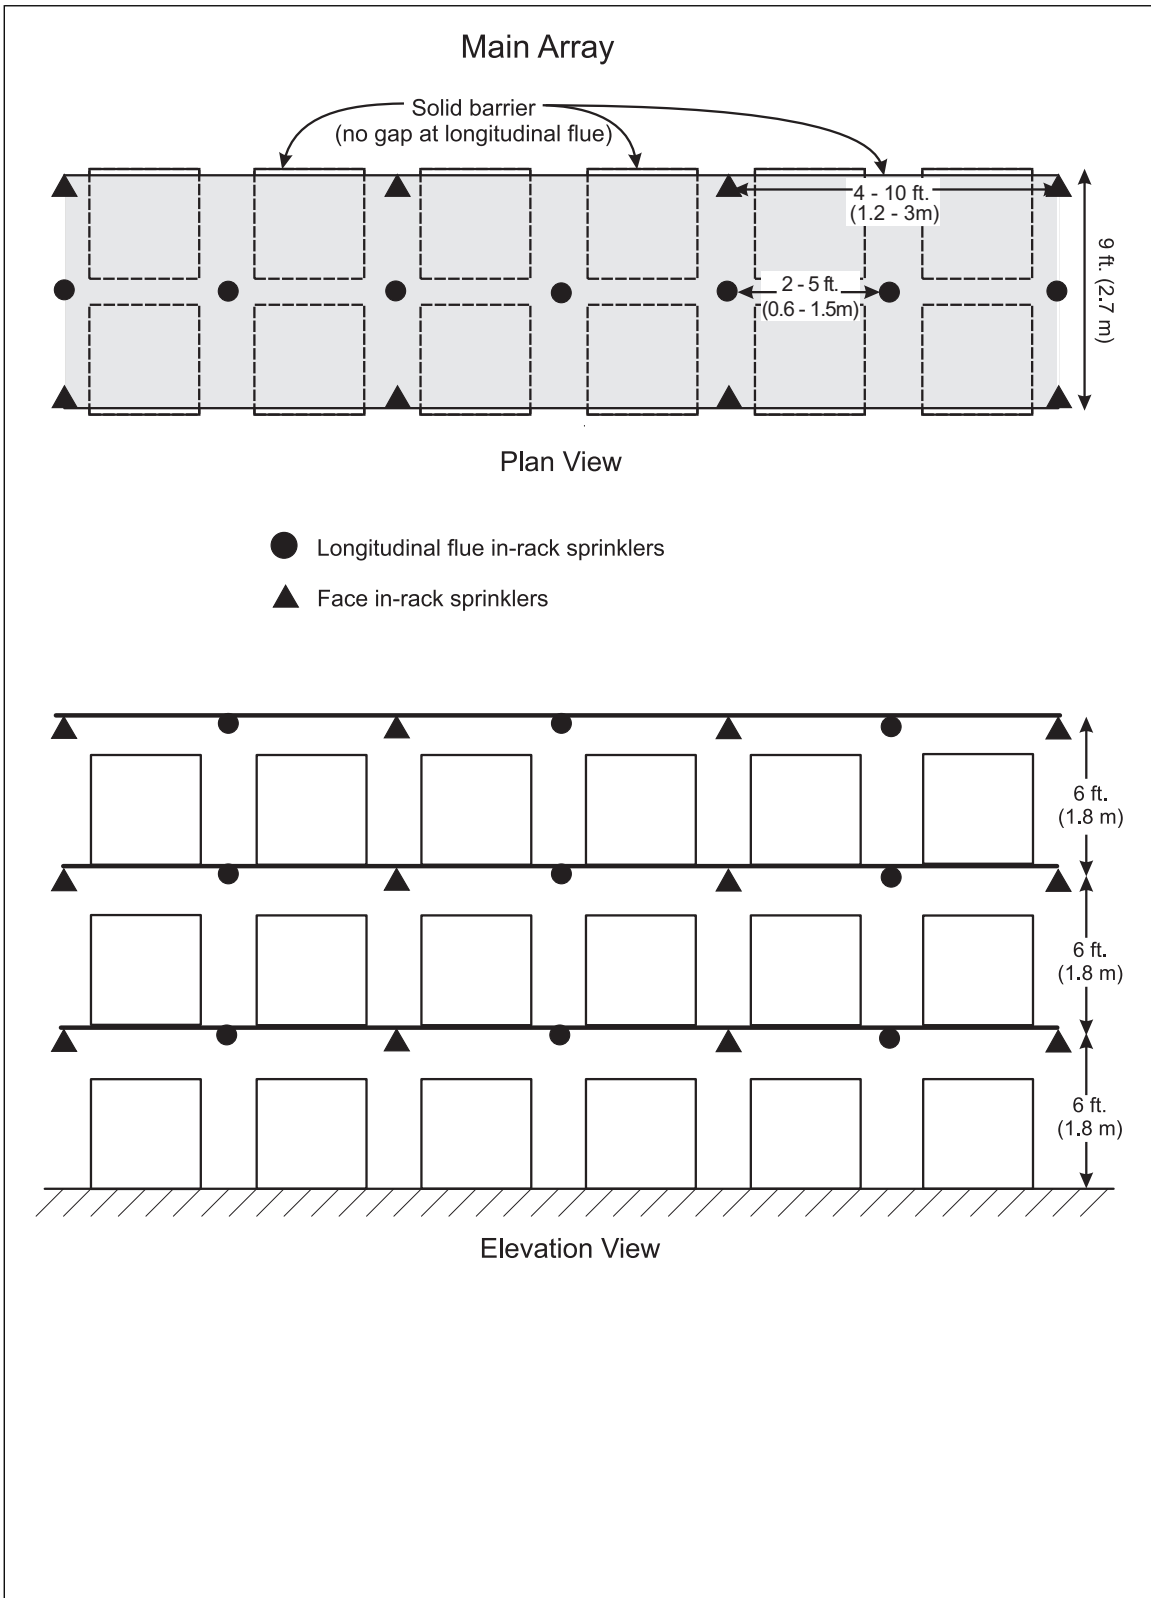 Main Array
Solid barrier
(no gap at longitudinal flue)
4 - 10 ft.
(1.2 - 3m)
9 ft. (2.7 m)
2 - 5 ft.
(0.6 - 1.5m)
Plan View
Longitudinal flue in-rack sprinklers
Face in-rack sprinklers
6 ft.
(1.8 m)
6 ft.
(1.8 m)
6 ft.
(1.8 m)
Elevation View